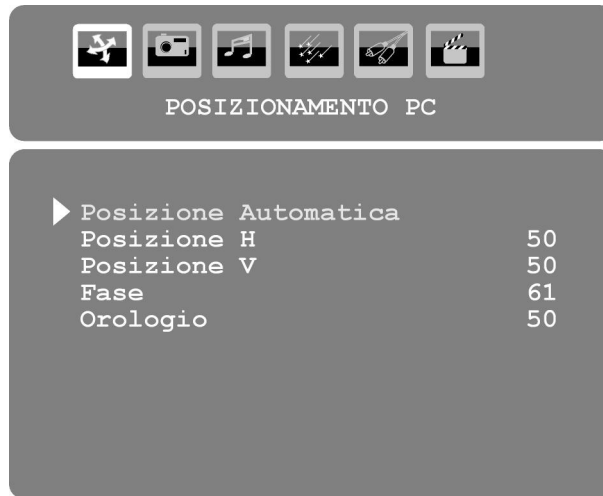 POSIZIONAMENTO PC
Posizione Automatica
Posizione H 50
Posizione V 50
Fase 61
Orologio 50